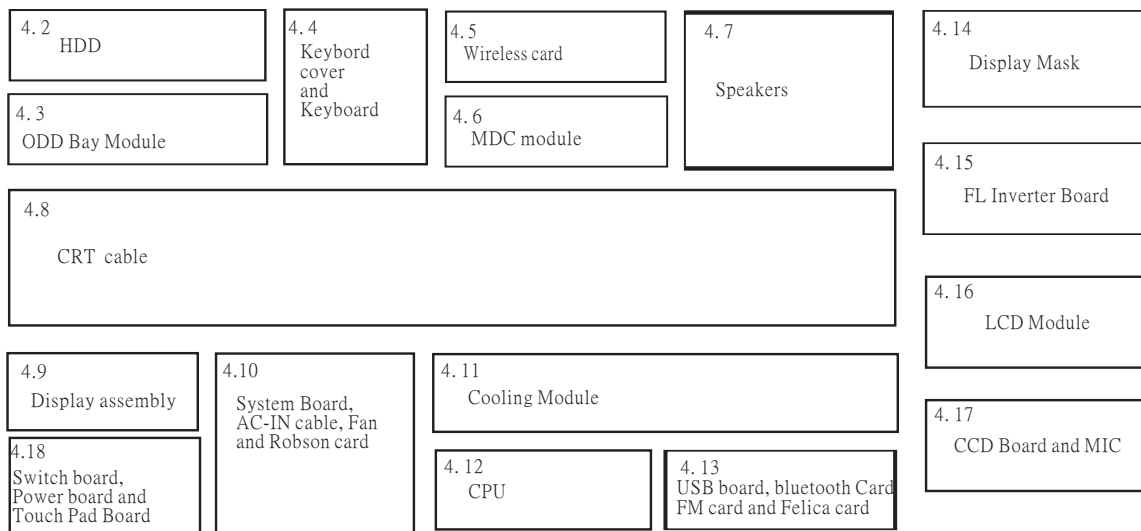 4.2
HDD
4.3
ODD Bay Module
4.4
Keybord
cover
and
Keyboard
4.5
Wireless card
4.6
MDC module
4.7
Speakers
4.8
CRT cable
4.9
Display assembly
4.18
Switch board,
Power board and
Touch Pad Board
4.10
System Board,
AC-IN cable, Fan
and Robson card
4.11
Cooling Module
4.12
CPU
4.13
USB board, bluetooth Card
FM card and Felica card
4.14
Display Mask
4.15
FL Inverter Board
4.16
LCD Module
4.17
CCD Board and MIC